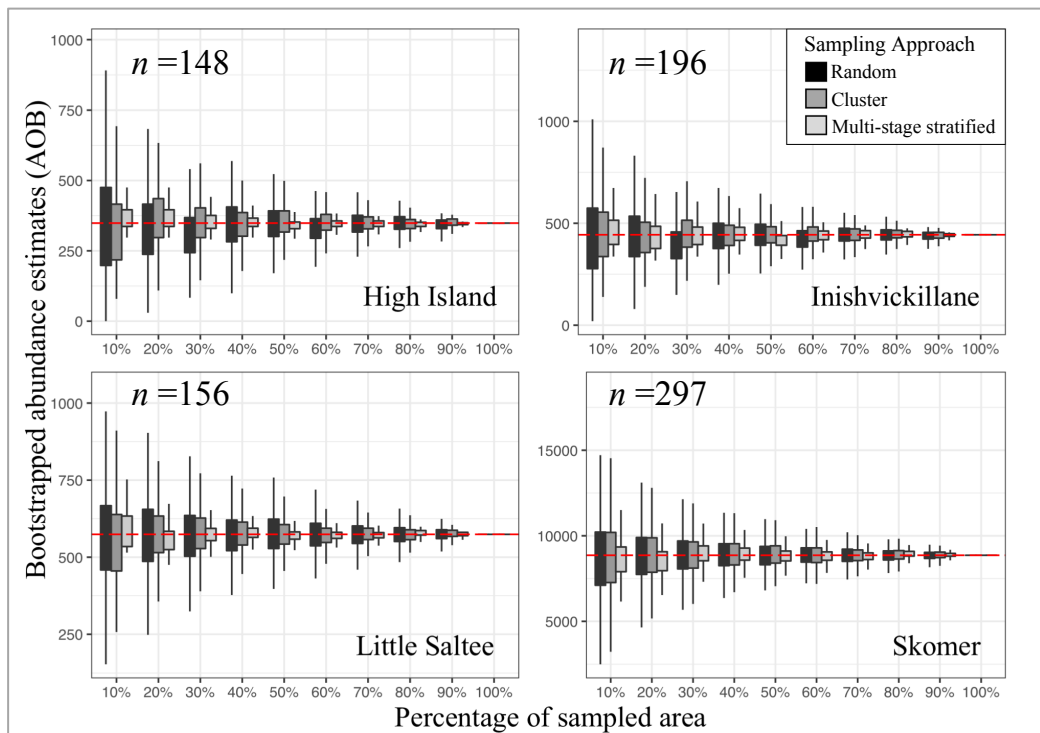 Bootstrapped abundance estimates (AOB)
1000
750
500
250
0
n =148
High Island
10% 20% 30% 40% 50% 60% 70% 80% 90% 100%
1000
500
0
n =196
Sampling Approach
Random
Cluster
Multi-stage stratified
Inishvickillane
10% 20% 30% 40% 50% 60% 70% 80% 90% 100%
1000
750
500
250
n =156
Little Saltee
10% 20% 30% 40% 50% 60% 70% 80% 90% 100%
15000
10000
5000
n =297
Skomer
10% 20% 30% 40% 50% 60% 70% 80% 90% 100%
Percentage of sampled area